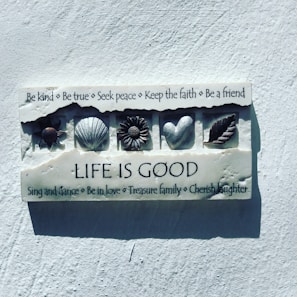 Be kind ⋄ Be true ⋄ Seek peace ⋄ Keep the faith ⋄ Be a friend
LIFE IS GOOD
Sing and dance ⋄ Be in love ⋄ Treasure family ⋄ Cherish laughter